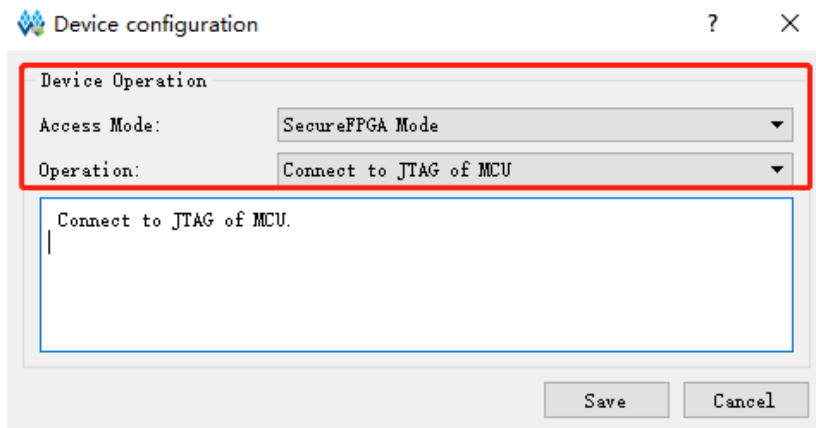 Device configuration
?
Device Operation
Access Mode:
SecureFPGA Mode
Operation:
Connect to JTAG of MCU
Connect to JTAG of MCU.
Save
Cancel